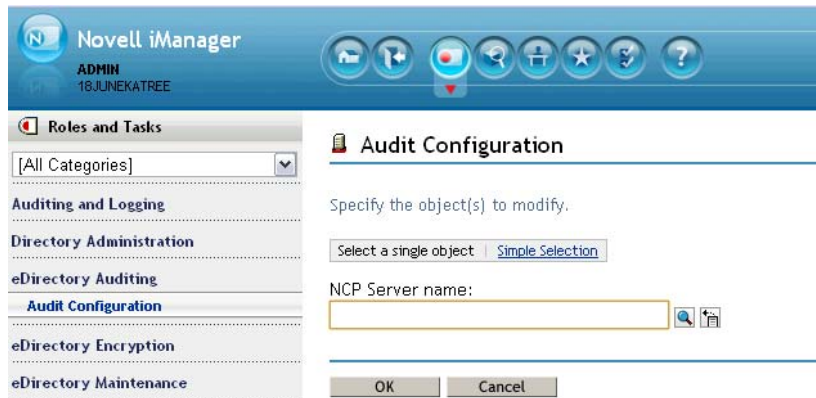 N
Novell iManager
ADMIN
18JUNEKATREE
?
Roles and Tasks
[All Categories]
Auditing and Logging
Directory Administration
eDirectory Auditing
Audit Configuration
eDirectory Encryption
eDirectory Maintenance
Audit Configuration
Specify the object(s) to modify.
Select a single object | Simple Selection
NCP Server name:
OK Cancel